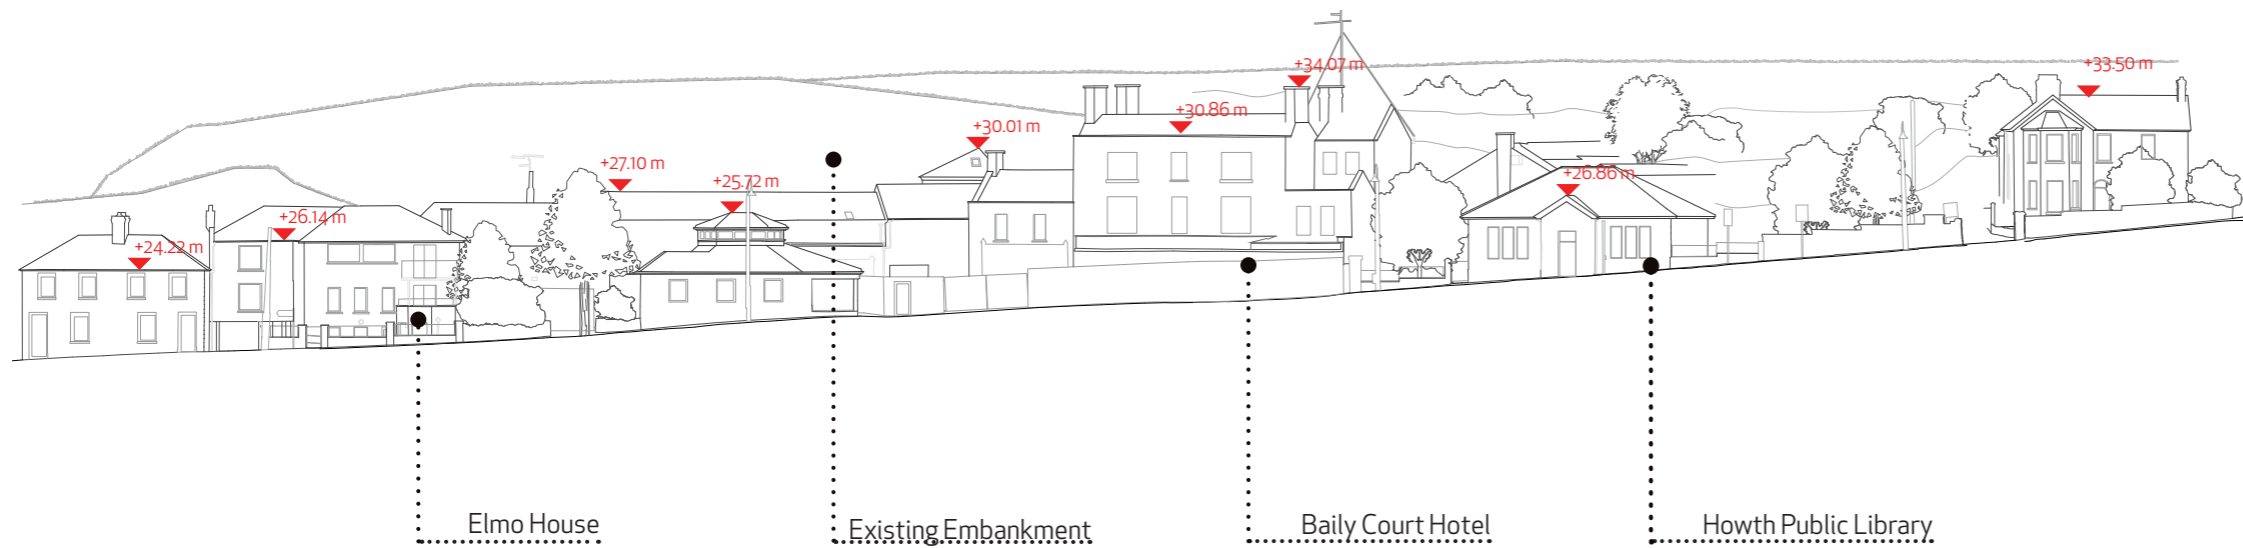 +34.07 m
+33.50 m
+30.86 m
+30.01 m
+27.10 m
+25.72 m
+26.86 m
+26.14 m
+24.22 m
Elmo House
Existing Embankment
Baily Court Hotel
Howth Public Library